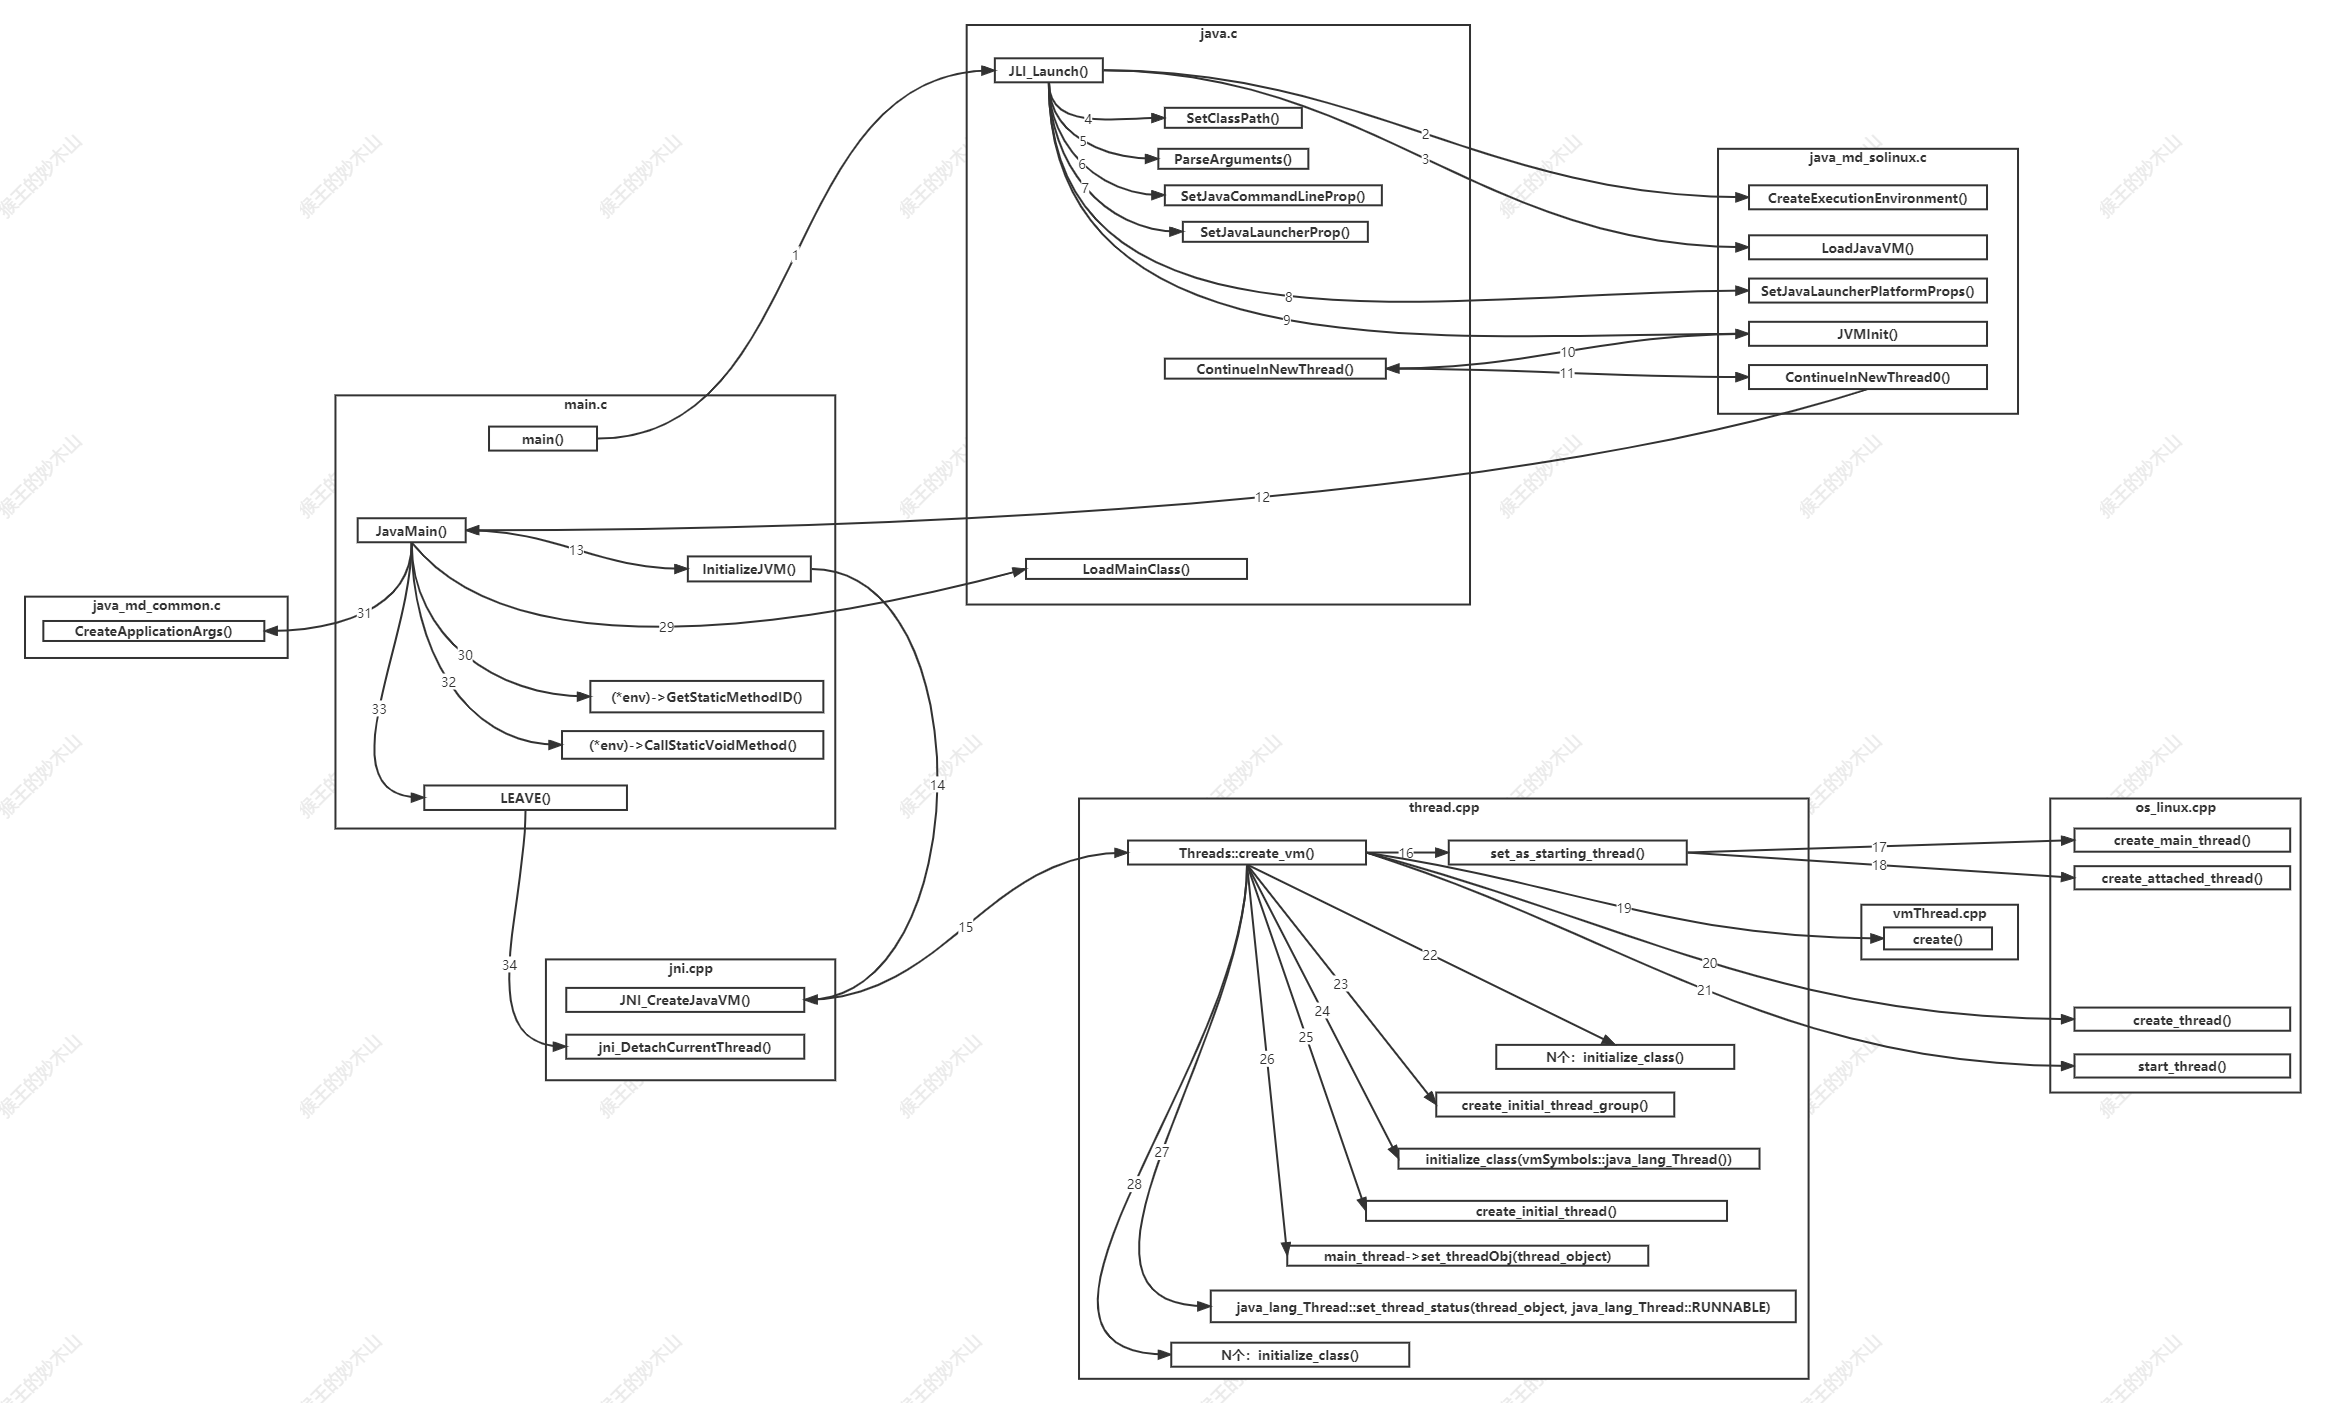 java.c
JLI_Launch()
4
SetClassPath()
5
ParseArguments()
6
SetJavaCommandLineProp()
7
SetJavaLauncherProp()
2
3
8
9
1
java_md_solinux.c
CreateExecutionEnvironment()
LoadJavaVM()
SetJavaLauncherPlatformProps()
JVMInit()
10
ContinueInNewThread()
11
ContinueInNewThread0()
12
LoadMainClass()
main.c
main()
JavaMain()
13
InitializeJVM()
java_md_common.c
CreateApplicationArgs()
31
29
30
32
33
(*env)->GetStaticMethodID()
(*env)->CallStaticVoidMethod()
LEAVE()
14
15
34
jni.cpp
JNI_CreateJavaVM()
jni_DetachCurrentThread()
thread.cpp
Threads::create_vm()
16
set_as_starting_thread()
17
18
19
20
21
22
23
24
25
26
27
28
N个：initialize_class()
create_initial_thread_group()
initialize_class(vmSymbols::java_lang_Thread())
create_initial_thread()
main_thread->set_threadObj(thread_object)
java_lang_Thread::set_thread_status(thread_object, java_lang_Thread::RUNNABLE)
N个：initialize_class()
vmThread.cpp
create()
os_linux.cpp
create_main_thread()
create_attached_thread()
create_thread()
start_thread()
猴王的妙木山